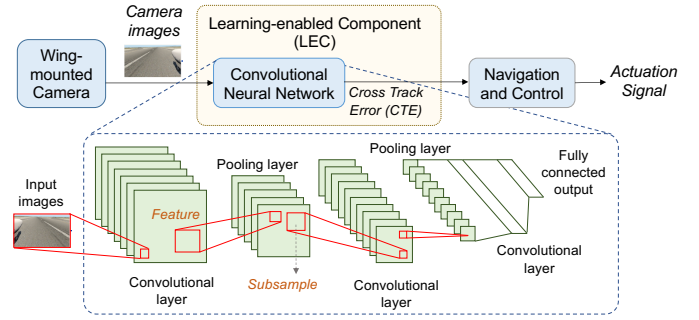 Camera
images
Learning-enabled Component
(LEC)
Wing-
mounted
Camera
Convolutional
Neural Network
Cross Track
Error (CTE)
Navigation
and Control
Actuation
Signal
Input
images
Feature
Convolutional
layer
Pooling layer
Subsample
Convolutional
layer
Pooling layer
Fully
connected
output
Convolutional
layer